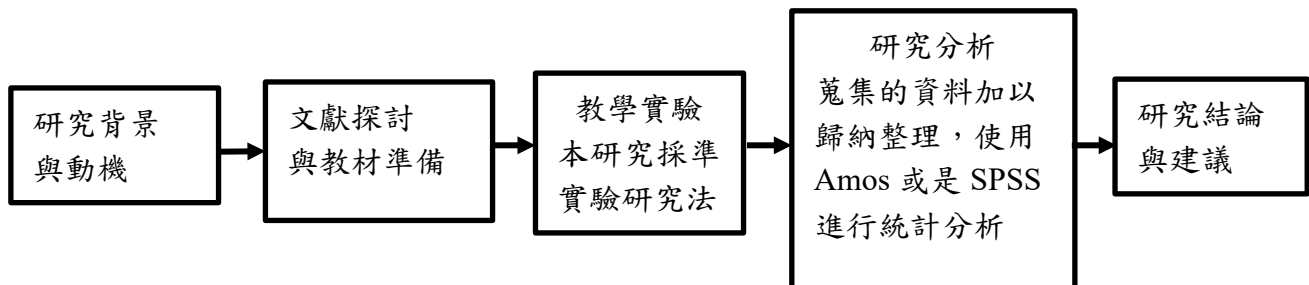 研究背景
與動機
文獻探討
與教材準備
教學實驗
本研究採準
實驗研究法
研究分析
蒐集的資料加以
歸納整理，使用
Amos 或是 SPSS
進行統計分析
研究結論
與建議